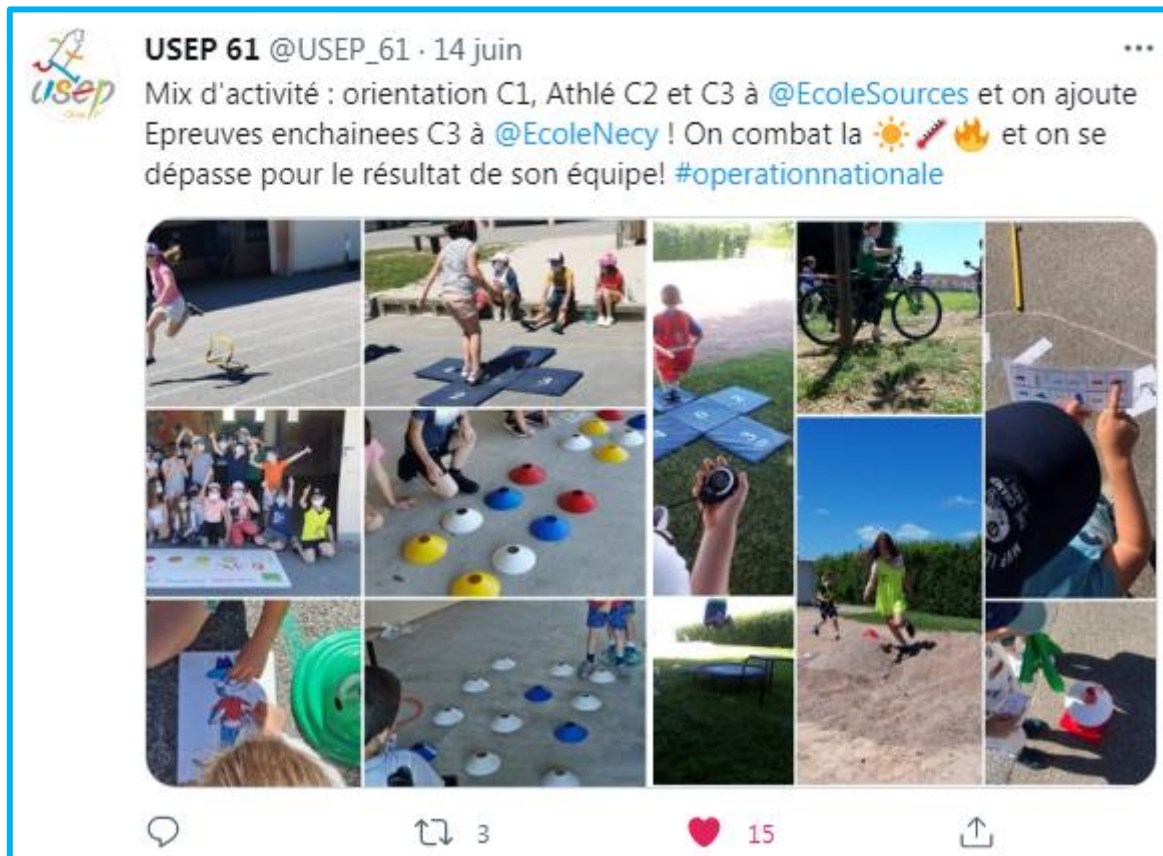 USEP 61 @USEP_61 · 14 juin
usep
Mix d'activité : orientation C1, Athlé C2 et C3 à @EcoleSources et on ajoute
Epreuves enchainees C3 à @EcoleNecy ! On combat la ☀️🌡️🔥 et on se
dépasse pour le résultat de son équipe! #operationnationale
3
15